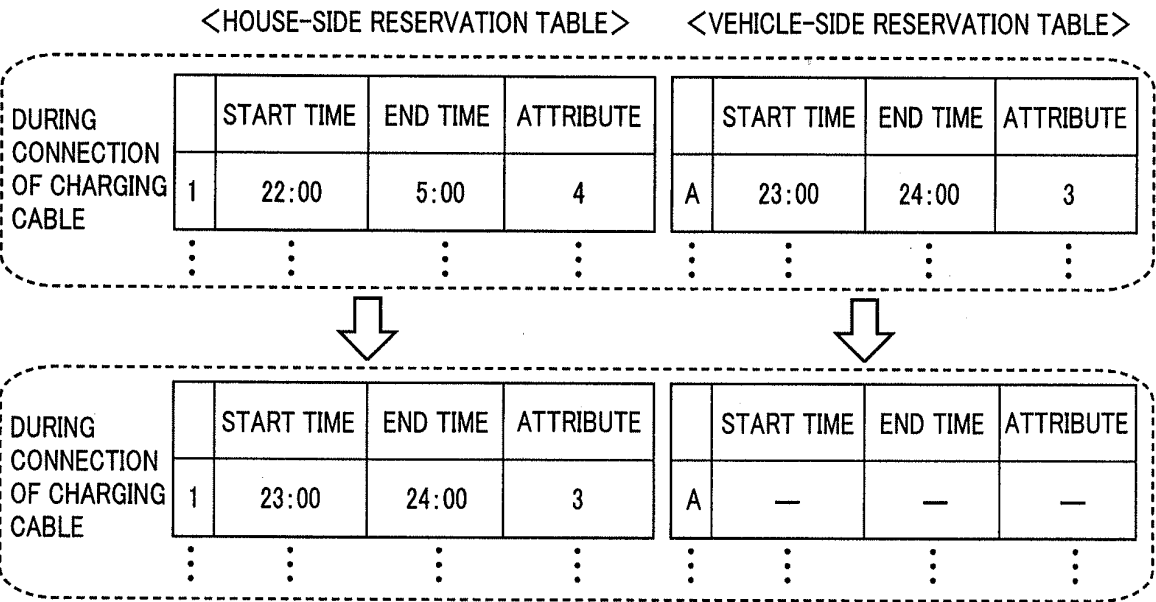 <HOUSE-SIDE RESERVATION TABLE> <VEHICLE-SIDE RESERVATION TABLE>
DURING
CONNECTION
OF CHARGING
CABLE
START TIME END TIME ATTRIBUTE
1 22:00 5:00 4
START TIME END TIME ATTRIBUTE
A 23:00 24:00 3
DURING
CONNECTION
OF CHARGING
CABLE
START TIME END TIME ATTRIBUTE
1 23:00 24:00 3
START TIME END TIME ATTRIBUTE
A — — —